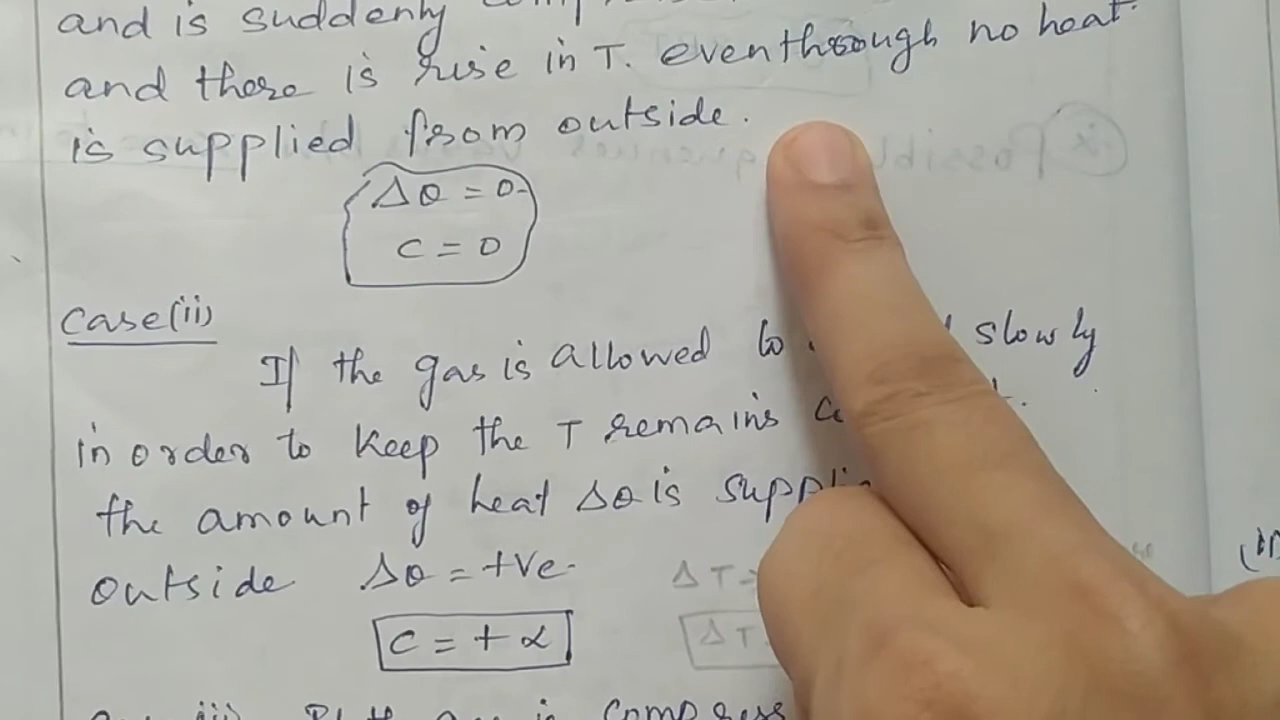 and is suddenly
and there is rise in T. eventhrough no heat
is supplied from outside.
ΔQ = 0
C = 0
Case(ii)
If the gas is allowed to slowly
in order to keep the T remains
the amount of heat ΔQ is
outside ΔQ = +ve
C = + α